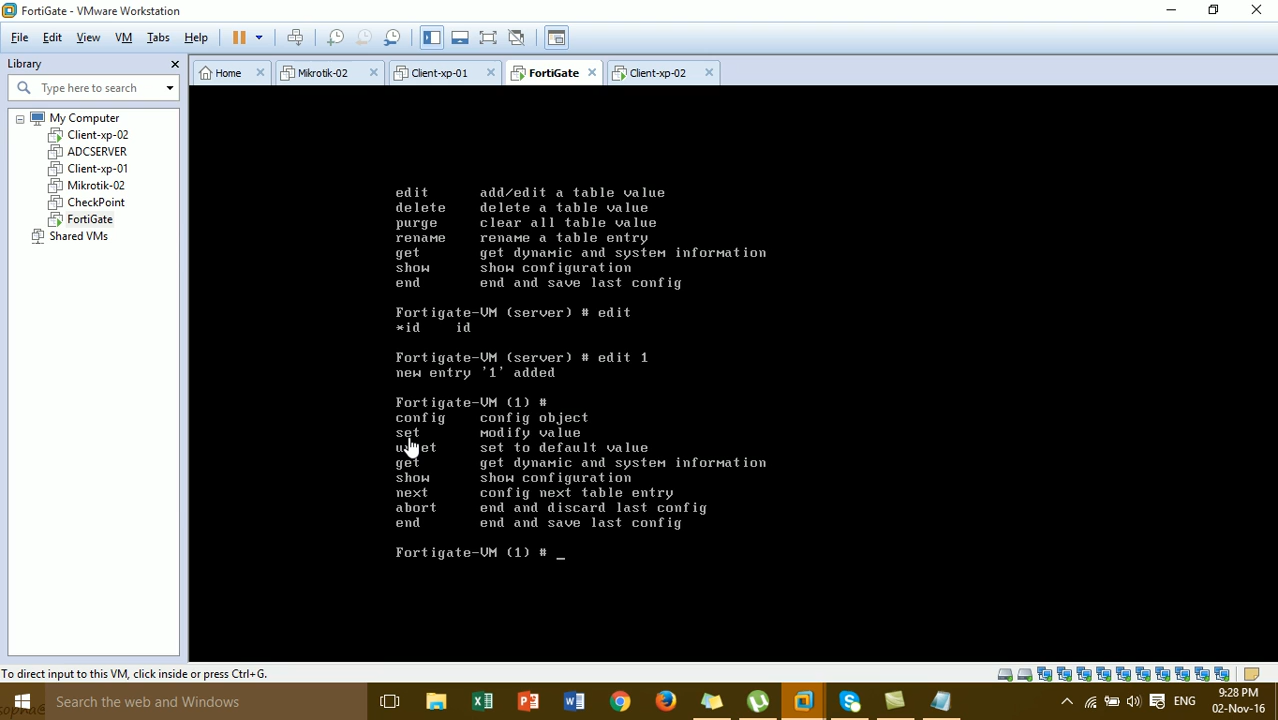 FortiGate - VMware Workstation
File Edit View VM Tabs Help
Library
Type here to search
My Computer
Client-xp-02
ADCSERVER
Client-xp-01
Mikrotik-02
CheckPoint
FortiGate
Shared VMs
Home Mikrotik-02 Client-xp-01 FortiGate Client-xp-02
edit add/edit a table value
delete delete a table value
purge clear all table value
rename rename a table entry
get get dynamic and system information
show show configuration
end end and save last config
Fortigate-VM (server) # edit
*id id
Fortigate-VM (server) # edit 1
new entry '1' added
Fortigate-VM (1) #
config config object
set modify value
set to default value
get get dynamic and system information
show show configuration
next config next table entry
abort end and discard last config
end end and save last config
Fortigate-VM (1) # _
To direct input to this VM, click inside or press Ctrl+G.
Search the web and Windows
ENG
9:28 PM
02-Nov-16